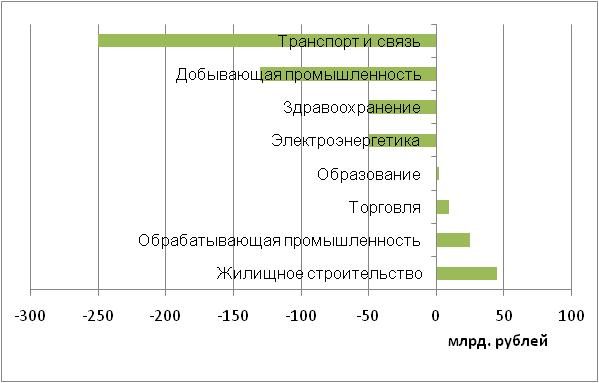 Транспорт и связь
Добывающая промышленность
Здравоохранение
Электроэнергетика
Образование
Торговля
Обрабатывающая промышленность
Жилищное строительство
-300 -250 -200 -150 -100 -50 0 50 100
млрд. рублей